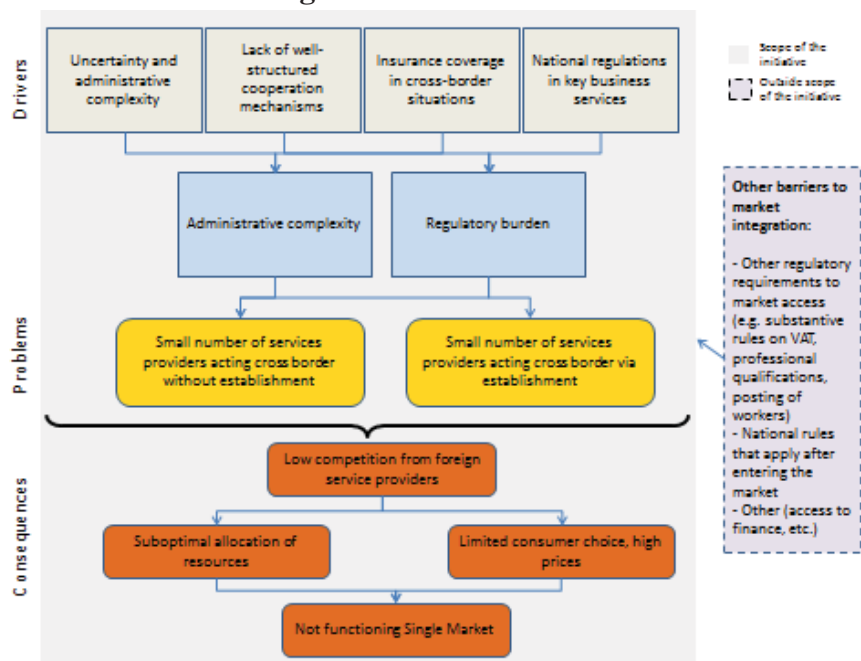 Drivers
Uncertainty and
administrative
complexity
Lack of well-
structured
cooperation
mechanisms
Insurance coverage
in cross-border
situations
National regulations
in key business
services
Scope of the
initiative
Outside scope
of the initiative
Administrative complexity
Regulatory burden
Problems
Small number of services
providers acting cross border
without establishment
Small number of services
providers acting cross border via
establishment
Other barriers to
market
integration:
- Other regulatory
requirements to
market access
(e.g. substantive
rules on VAT,
professional
qualifications,
posting of
workers)
- National rules
that apply after
entering the
market
- Other (access to
finance, etc.)
Consequences
Low competition from foreign
service providers
Suboptimal allocation of
resources
Limited consumer choice, high
prices
Not functioning Single Market